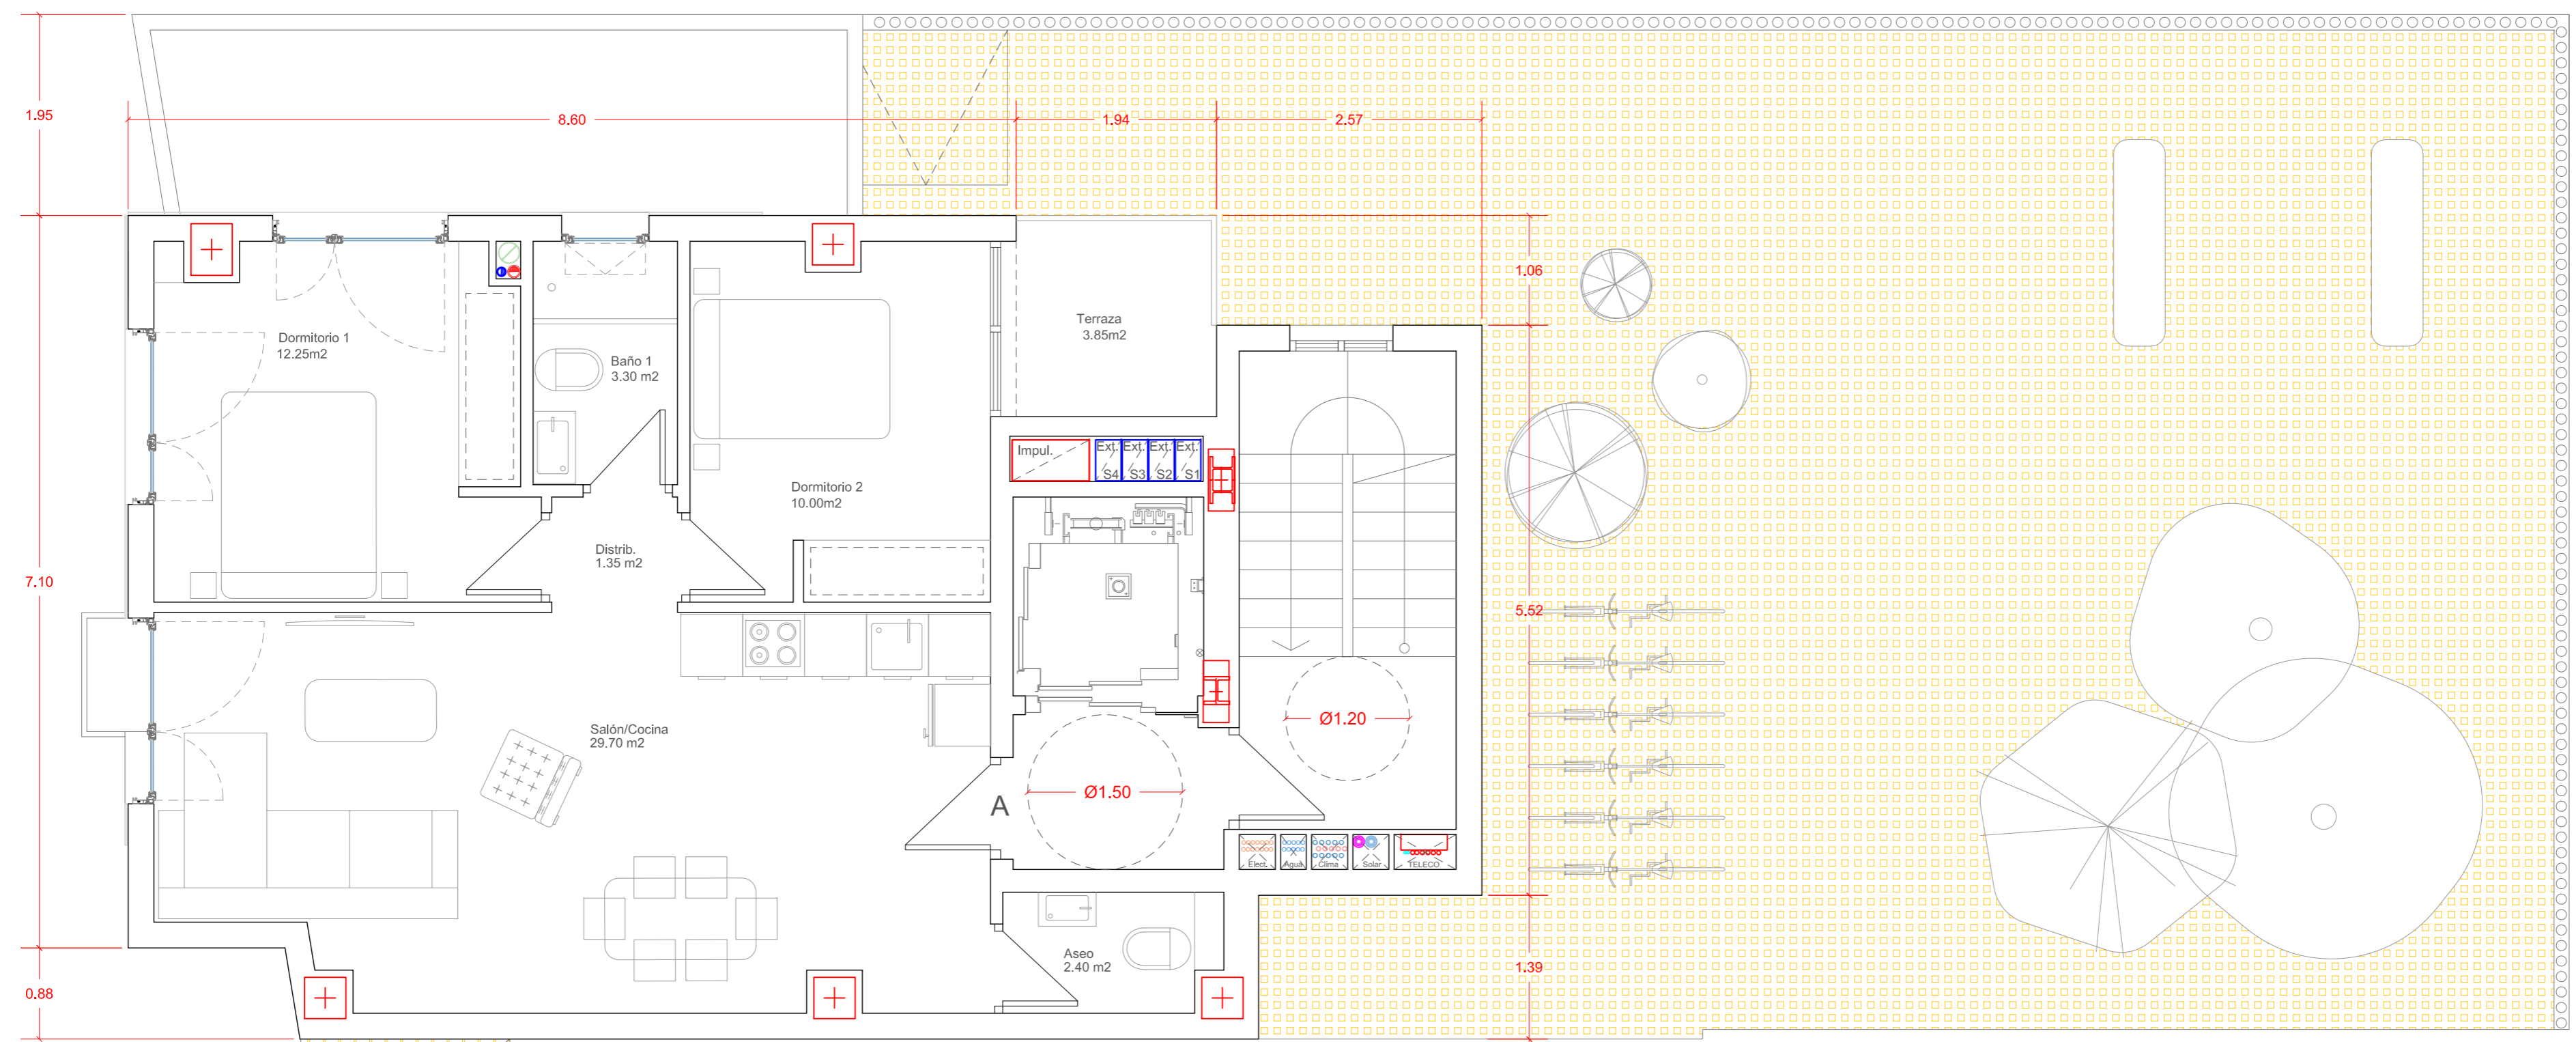 1.95
8.60
1.94
2.57
1.06
Terraza
3.85m2
Dormitorio 1
12.25m2
Baño 1
3.30 m2
Impul.
Ext.
S4
Ext.
S3
Ext.
S2
Ext.
S1
Dormitorio 2
10.00m2
Distrib.
1.35 m2
7.10
5.52
Salón/Cocina
29.70 m2
Ø1.20
Ø1.50
A
Elect.
Agua
Clima
Solar
TELECO
Aseo
2.40 m2
1.39
0.88